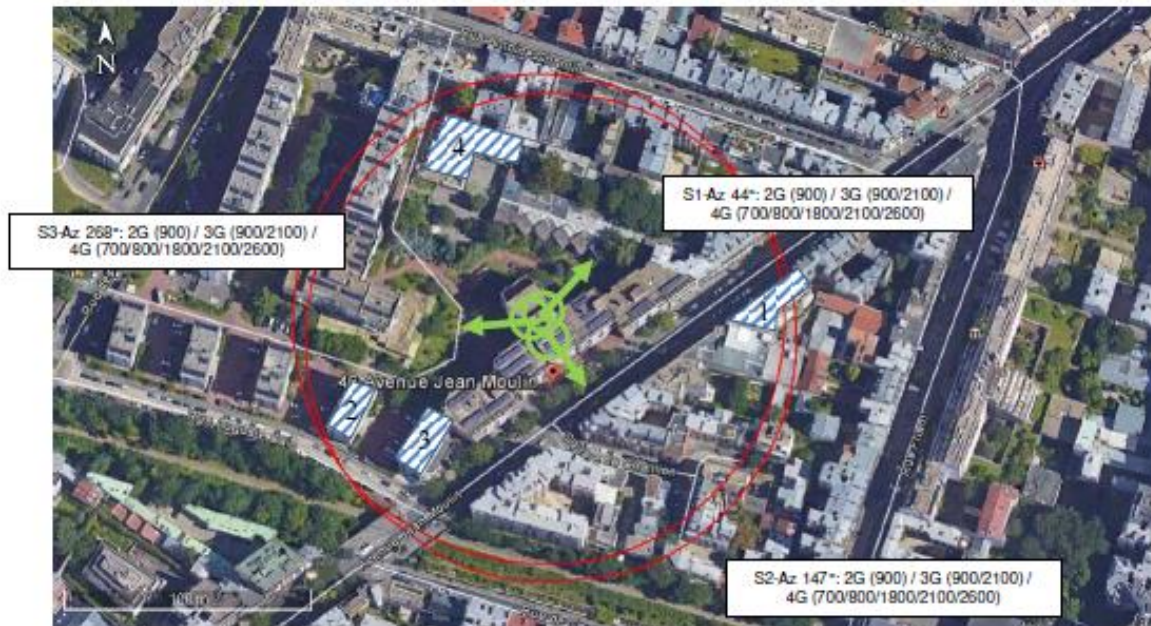 N
4
S1-Az 44°: 2G (900) / 3G (900/2100) /
4G (700/800/1800/2100/2600)
S3-Az 268°: 2G (900) / 3G (900/2100) /
4G (700/800/1800/2100/2600)
1
Avenue Jean Moulin
2
3
S2-Az 147°: 2G (900) / 3G (900/2100) /
4G (700/800/1800/2100/2600)
100 m